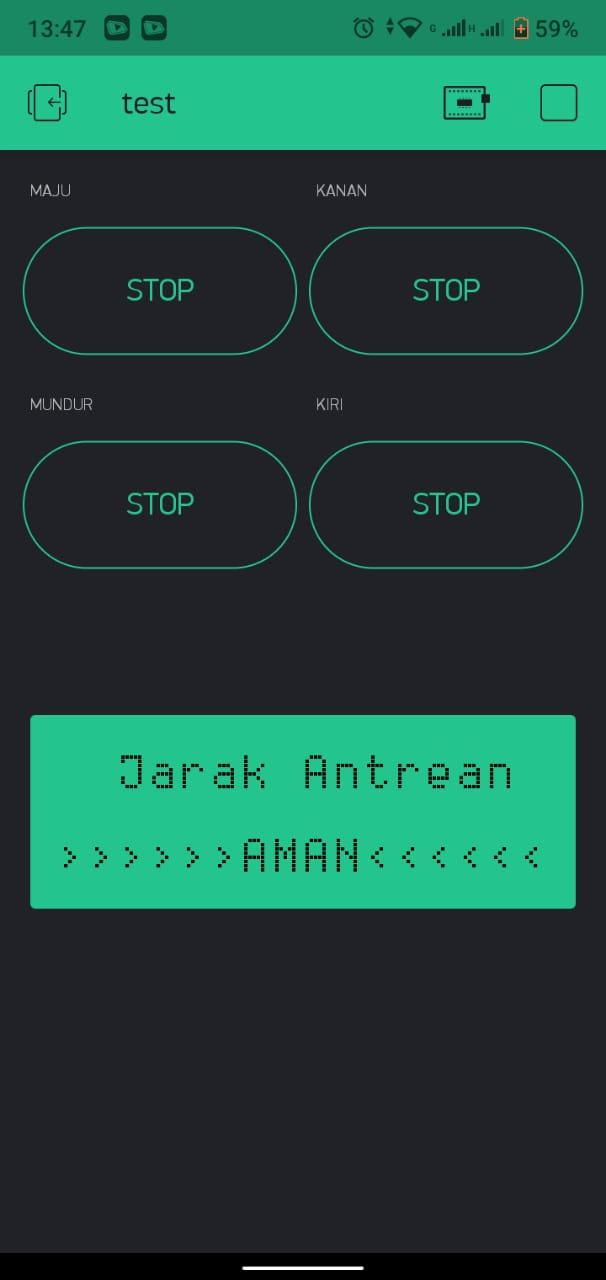 13:47 G H 59%
test
MAJU KANAN
STOP STOP
MUNDUR KIRI
STOP STOP
Jarak Antrean
>>>>>>AMAN<<<<<<